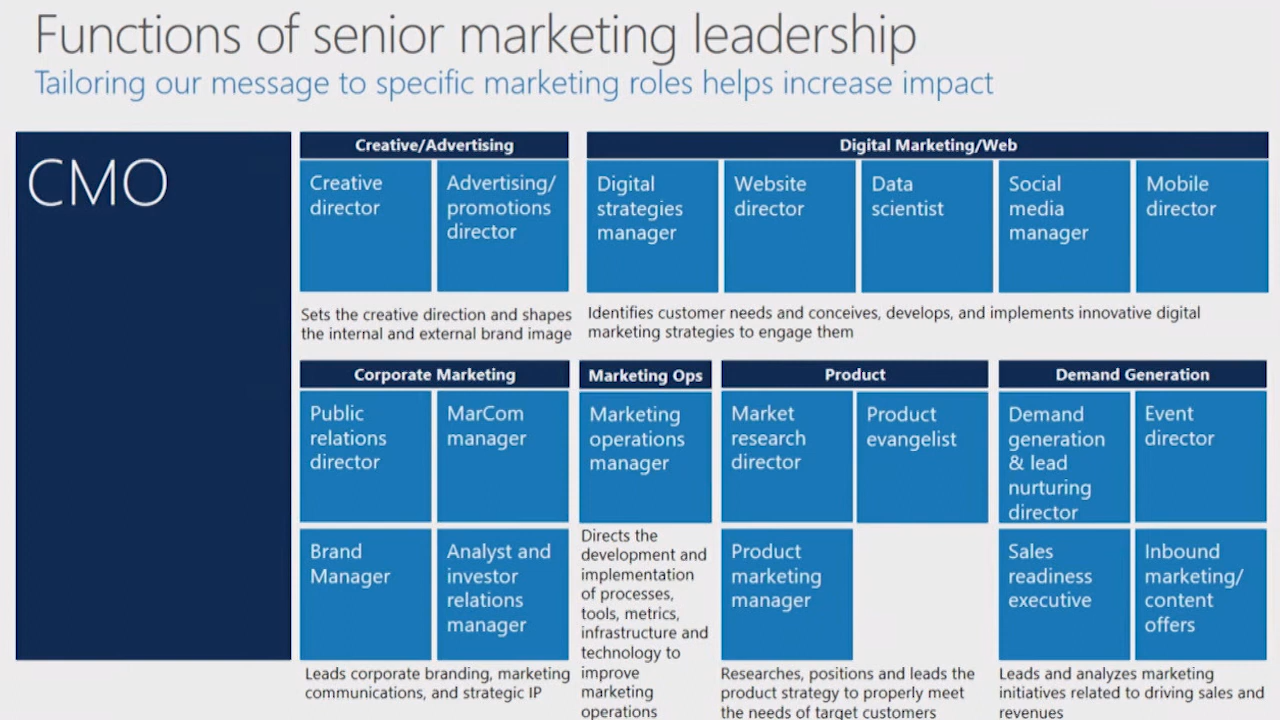 Functions of senior marketing leadership
Tailoring our message to specific marketing roles helps increase impact
CMO
Creative/Advertising
Creative
director
Advertising/
promotions
director
Sets the creative direction and shapes
the internal and external brand image
Digital Marketing/Web
Digital
strategies
manager
Website
director
Data
scientist
Social
media
manager
Mobile
director
Identifies customer needs and conceives, develops, and implements innovative digital
marketing strategies to engage them
Corporate Marketing
Public
relations
director
MarCom
manager
Brand
Manager
Analyst and
investor
relations
manager
Leads corporate branding, marketing
communications, and strategic IP
Marketing Ops
Marketing
operations
manager
Directs the
development and
implementation
of processes,
tools, metrics,
infrastructure and
technology to
improve
marketing
operations
Product
Market
research
director
Product
evangelist
Product
marketing
manager
Researches, positions and leads the
product strategy to properly meet
the needs of target customers
Demand Generation
Demand
generation
& lead
nurturing
director
Event
director
Sales
readiness
executive
Inbound
marketing/
content
offers
Leads and analyzes marketing
initiatives related to driving sales and
revenues